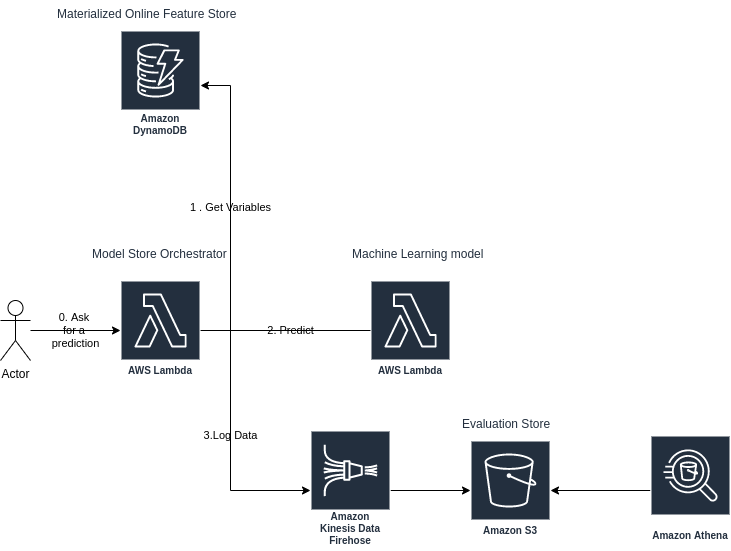 Materialized Online Feature Store
Amazon
DynamoDB
1 . Get Variables
Model Store Orchestrator
Machine Learning model
0. Ask
for a
prediction
2. Predict
Actor
AWS Lambda
AWS Lambda
3.Log Data
Evaluation Store
Amazon
Kinesis Data
Firehose
Amazon S3
Amazon Athena